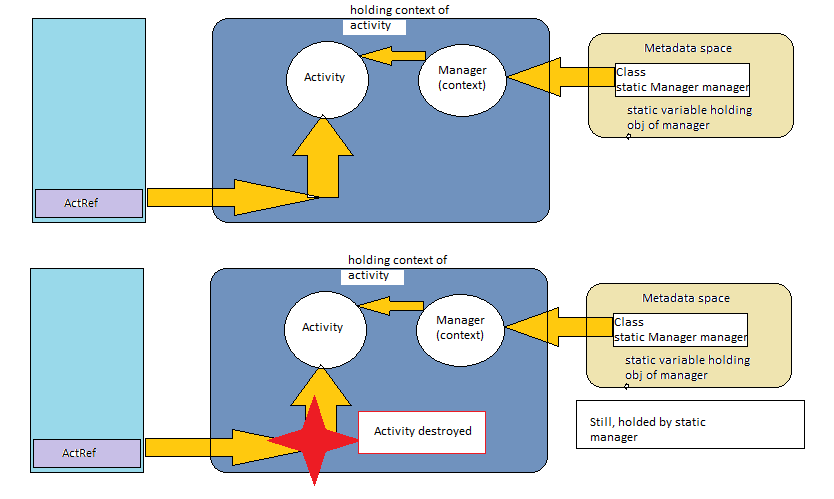 holding context of
activity
Metadata space
Activity
Manager
(context)
Class
static Manager manager
static variable holding
obj of manager
ActRef
holding context of
activity
Metadata space
Activity
Manager
(context)
Class
static Manager manager
static variable holding
obj of manager
Activity destroyed
Still, holded by static
manager
ActRef